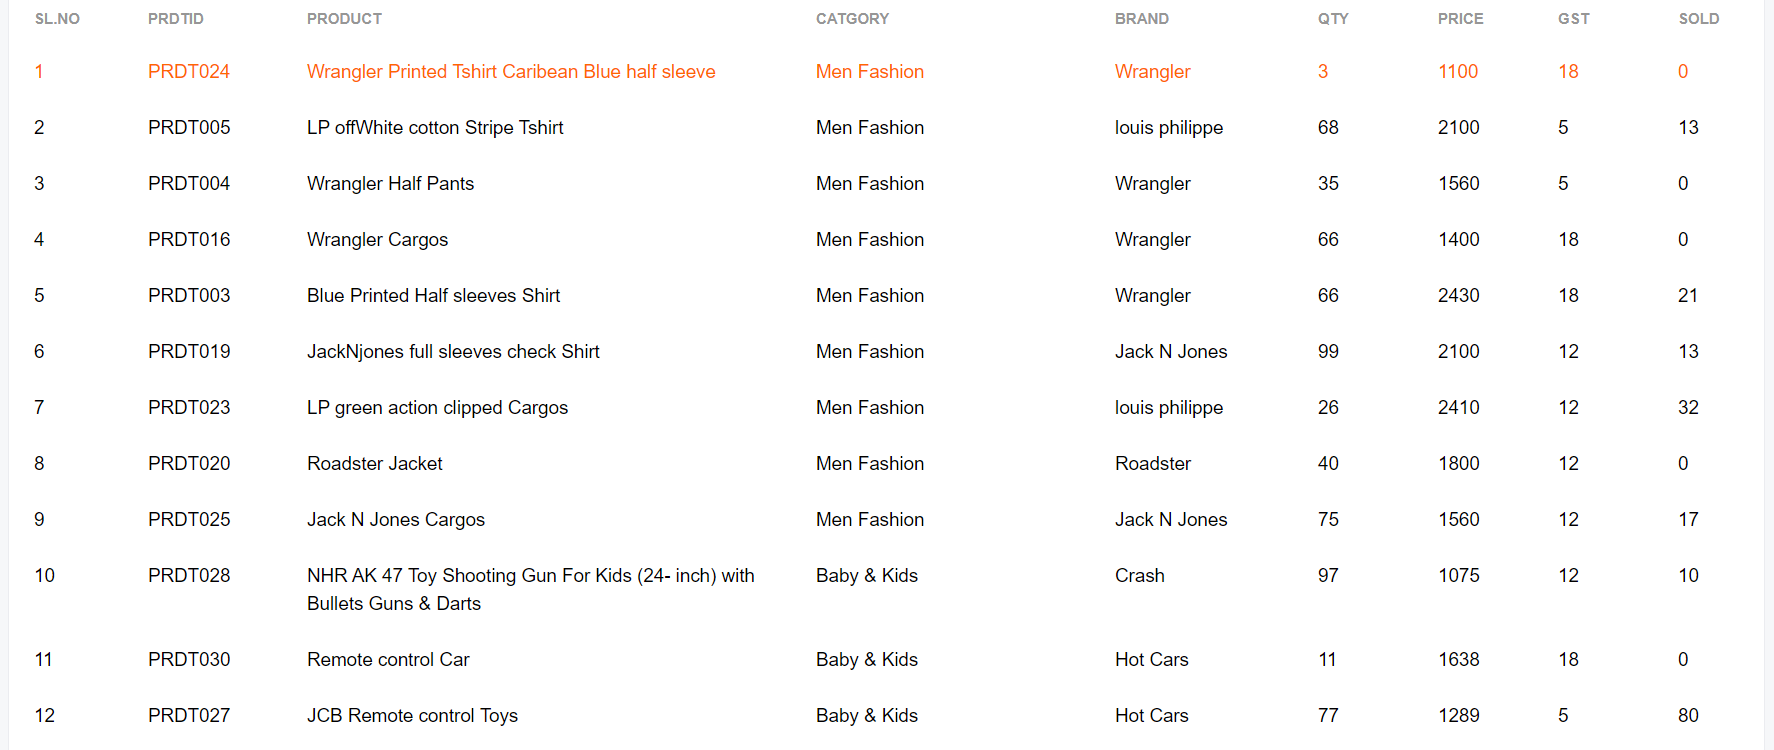 SL.NO PRDTID PRODUCT CATGORY BRAND QTY PRICE GST SOLD
1 PRDT024 Wrangler Printed Tshirt Caribean Blue half sleeve Men Fashion Wrangler 3 1100 18 0
2 PRDT005 LP offWhite cotton Stripe Tshirt Men Fashion louis philippe 68 2100 5 13
3 PRDT004 Wrangler Half Pants Men Fashion Wrangler 35 1560 5 0
4 PRDT016 Wrangler Cargos Men Fashion Wrangler 66 1400 18 0
5 PRDT003 Blue Printed Half sleeves Shirt Men Fashion Wrangler 66 2430 18 21
6 PRDT019 JackNjones full sleeves check Shirt Men Fashion Jack N Jones 99 2100 12 13
7 PRDT023 LP green action clipped Cargos Men Fashion louis philippe 26 2410 12 32
8 PRDT020 Roadster Jacket Men Fashion Roadster 40 1800 12 0
9 PRDT025 Jack N Jones Cargos Men Fashion Jack N Jones 75 1560 12 17
10 PRDT028 NHR AK 47 Toy Shooting Gun For Kids (24- inch) with Baby & Kids Crash 97 1075 12 10
Bullets Guns & Darts
11 PRDT030 Remote control Car Baby & Kids Hot Cars 11 1638 18 0
12 PRDT027 JCB Remote control Toys Baby & Kids Hot Cars 77 1289 5 80